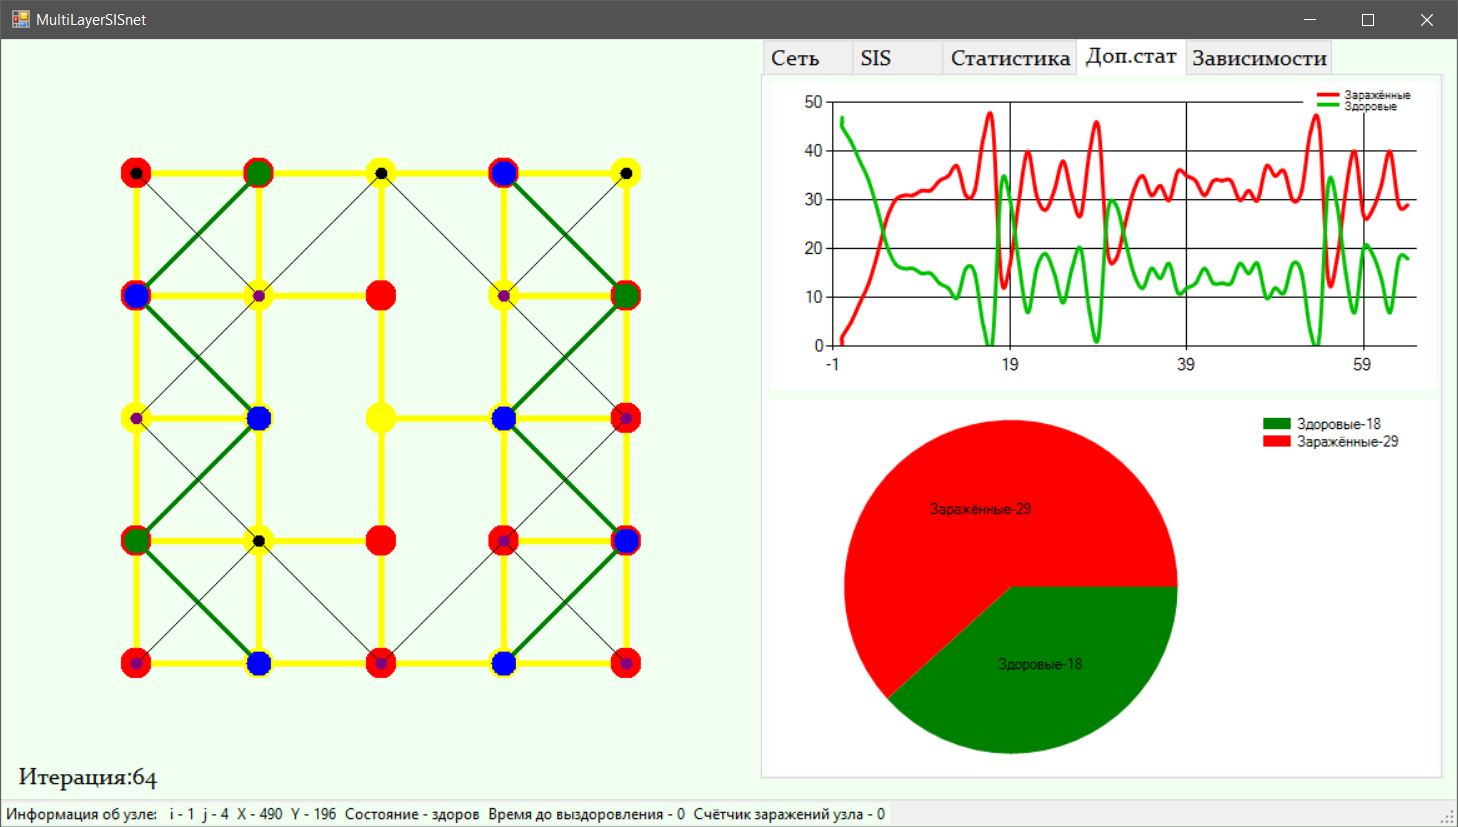 MultiLayerSISnet
Сеть SIS Статистика Доп.стат Зависимости
50
40
30
20
10
0
-1 19 39 59
Заражённые
Здоровые
Здоровые-18
Заражённые-29
Заражённые-29
Здоровые-18
Итерация:64
Информация об узле: i - 1 j - 4 X - 490 Y - 196 Состояние - здоров Время до выздоровления - 0 Счётчик заражений узла - 0